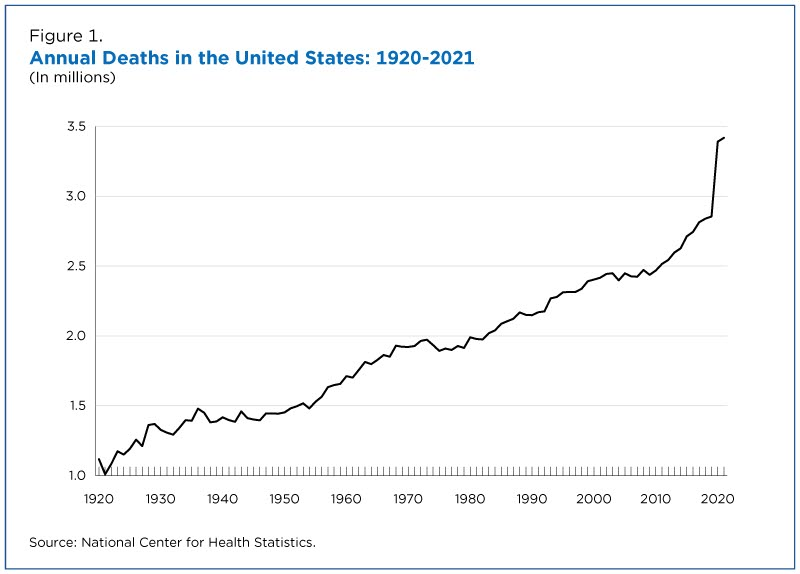 Figure 1.
Annual Deaths in the United States: 1920-2021
(In millions)
3.5
3.0
2.5
2.0
1.5
1.0
1920 1930 1940 1950 1960 1970 1980 1990 2000 2010 2020
Source: National Center for Health Statistics.